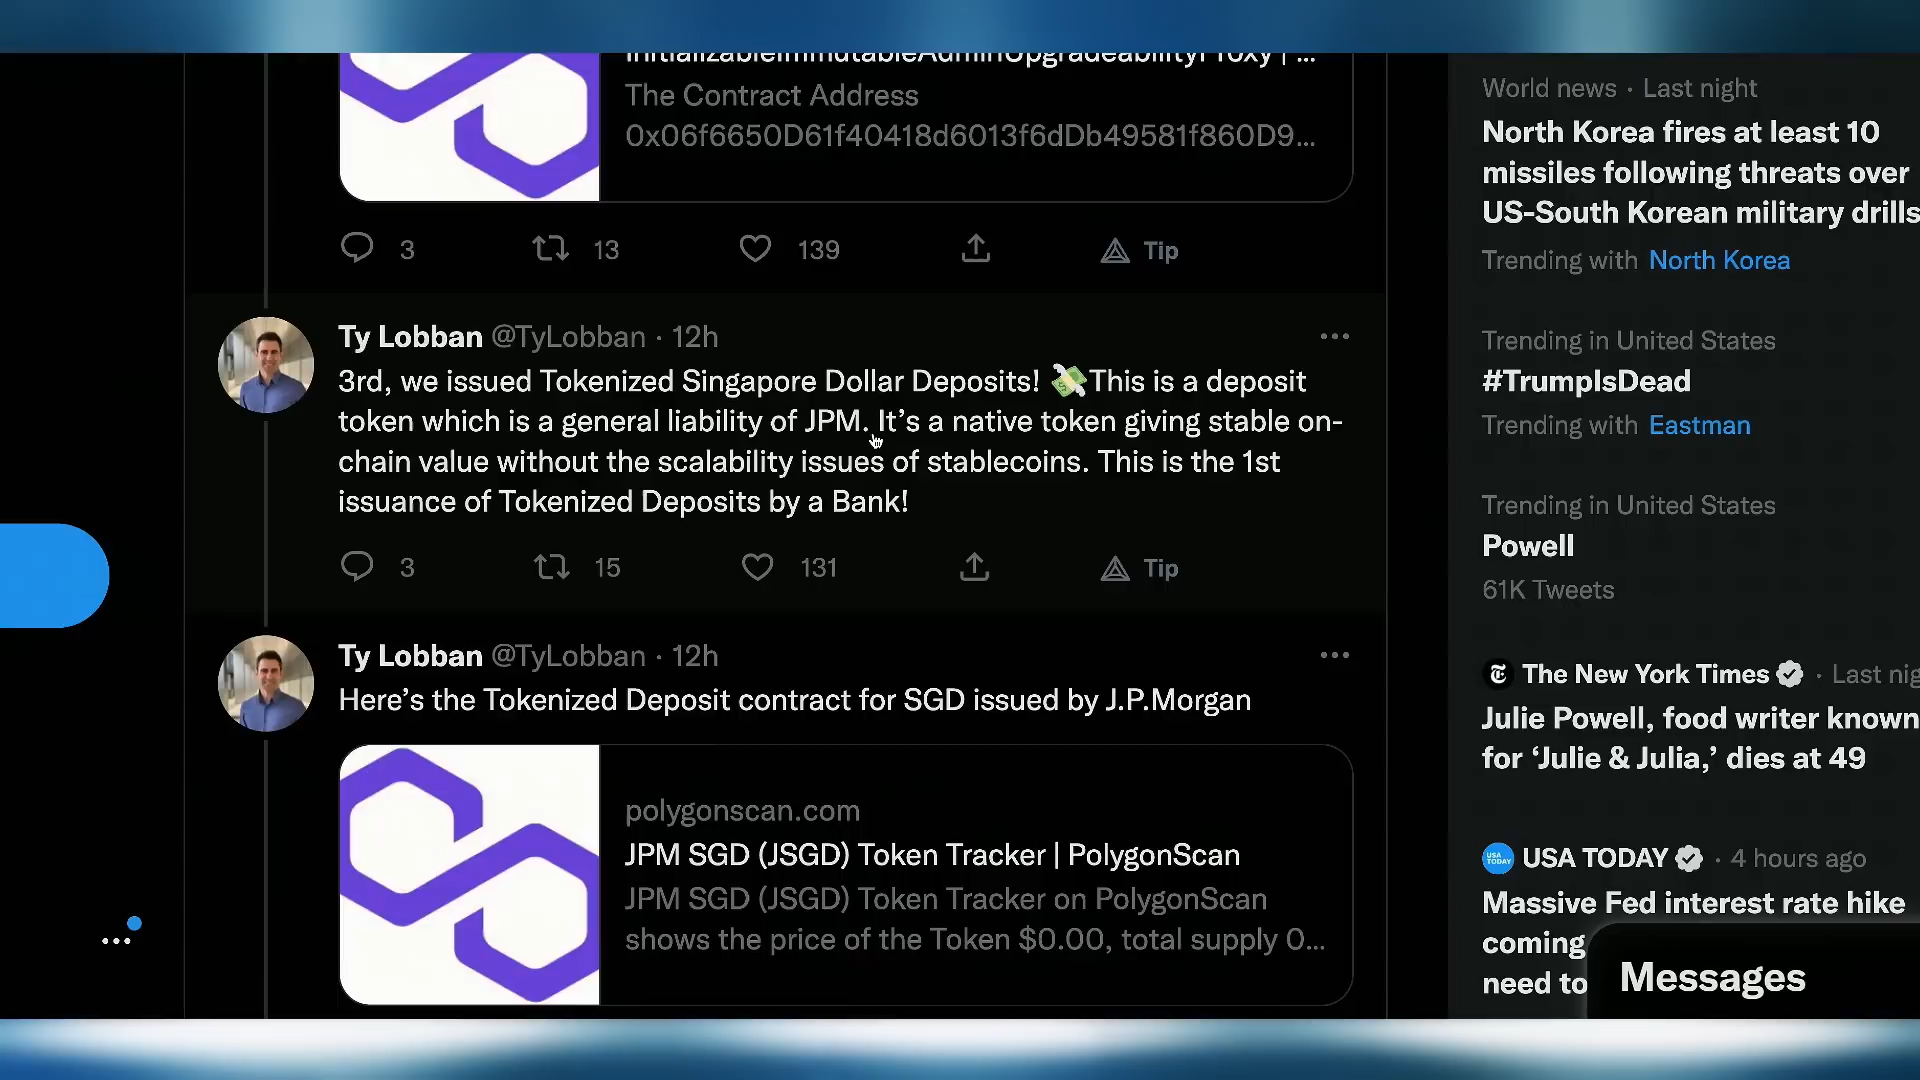 InitializableImmutableAdminUpgradeabilityProxy | ...
The Contract Address
0x06f6650D61f40418d6013f6dDb49581f860D9...
3
13
139
Tip
Ty Lobban @TyLobban · 12h
3rd, we issued Tokenized Singapore Dollar Deposits! 💸This is a deposit
token which is a general liability of JPM. It’s a native token giving stable on-
chain value without the scalability issues of stablecoins. This is the 1st
issuance of Tokenized Deposits by a Bank!
3
15
131
Tip
Ty Lobban @TyLobban · 12h
Here’s the Tokenized Deposit contract for SGD issued by J.P.Morgan
polygonscan.com
JPM SGD (JSGD) Token Tracker | PolygonScan
JPM SGD (JSGD) Token Tracker on PolygonScan
shows the price of the Token $0.00, total supply 0...
World news · Last night
North Korea fires at least 10
missiles following threats over
US-South Korean military drills
Trending with North Korea
Trending in United States
#TrumpIsDead
Trending with Eastman
Trending in United States
Powell
61K Tweets
The New York Times · Last nig
Julie Powell, food writer known
for ‘Julie & Julia,’ dies at 49
USA TODAY
USA TODAY · 4 hours ago
Massive Fed interest rate hike
coming
need to
Messages